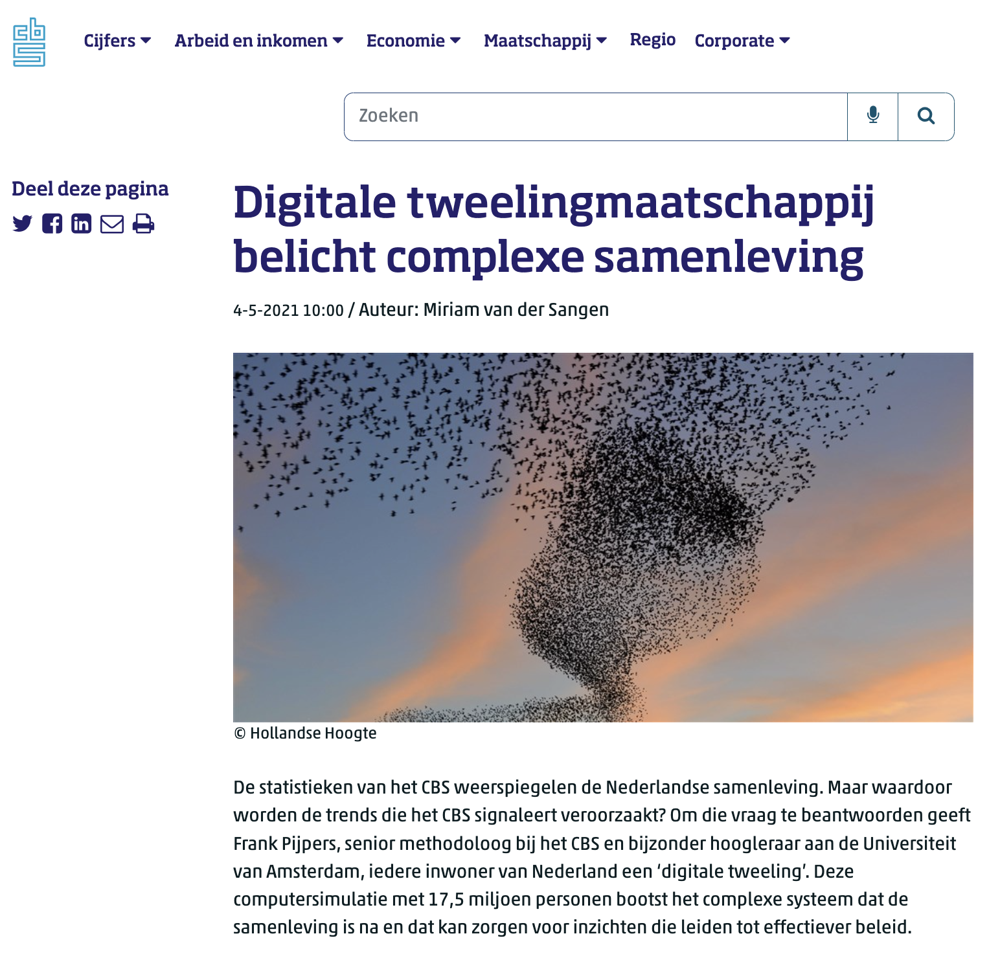 cbs
Cijfers
Arbeid en inkomen
Economie
Maatschappij
Regio
Corporate
Zoeken
Deel deze pagina
Digitale tweelingmaatschappij
belicht complexe samenleving
4-5-2021 10:00 / Auteur: Miriam van der Sangen
© Hollandse Hoogte
De statistieken van het CBS weerspiegelen de Nederlandse samenleving. Maar waardoor
worden de trends die het CBS signaleert veroorzaakt? Om die vraag te beantwoorden geeft
Frank Pijpers, senior methodoloog bij het CBS en bijzonder hoogleraar aan de Universiteit
van Amsterdam, iedere inwoner van Nederland een ‘digitale tweeling’. Deze
computersimulatie met 17,5 miljoen personen bootst het complexe systeem dat de
samenleving is na en dat kan zorgen voor inzichten die leiden tot effectiever beleid.